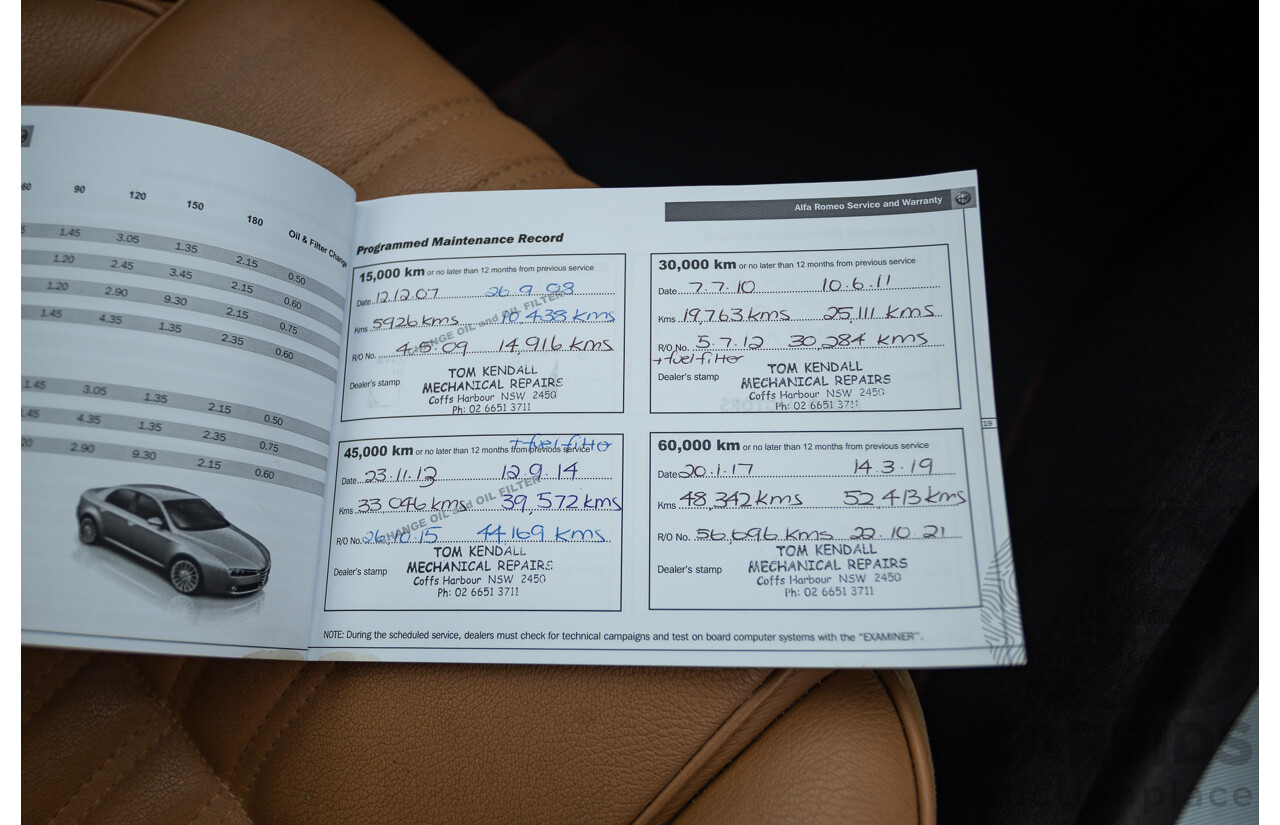 60 90 120 150 180 Oil & Filter Change
1.45 3.05 1.35 2.15 0.50
1.20 2.45 3.45 2.15 0.60
1.20 2.90 9.30 2.15 0.75
1.45 4.35 1.35 2.35 0.60
1.45 3.05 1.35 2.15 0.50
4.35 1.35 2.35 0.75
2.90 9.30 2.15 0.60
Alfa Romeo Service and Warranty
Programmed Maintenance Record
15,000 km or no later than 12 months from previous service
Date 12.12.07 26.9.08
CHANGE OIL and OIL FILTER
Kms 5926 kms 10,438 kms
R/O No. 4.5.09 14,916 kms
Dealer's stamp
TOM KENDALL
MECHANICAL REPAIRS
Coffs Harbour NSW 2450
Ph: 02 6651 3711
30,000 km or no later than 12 months from previous service
Date 7.7.10 10.6.11
Kms 19,763 kms 25,111 kms
R/O No. 5.7.12 30,284 kms
+fuel filter
Dealer's stamp
TOM KENDALL
MECHANICAL REPAIRS
Coffs Harbour NSW 2450
Ph: 02 6651 3711
+fuel filter
45,000 km or no later than 12 months from previous service
Date 23.11.13 12.9.14
CHANGE OIL and OIL FILTER
Kms 33 046 kms 39,572 kms
R/O No. 26.10.15 44,169 kms
Dealer's stamp
TOM KENDALL
MECHANICAL REPAIRS
Coffs Harbour NSW 2450
Ph: 02 6651 3711
60,000 km or no later than 12 months from previous service
Date 20.1.17 14.3.19
Kms 48,342 kms 52,413 kms
R/O No. 56,696 kms 22.10.21
Dealer's stamp
TOM KENDALL
MECHANICAL REPAIRS
Coffs Harbour NSW 2450
Ph: 02 6651 3711
19
NOTE: During the scheduled service, dealers must check for technical campaigns and test on board computer systems with the "EXAMINER".